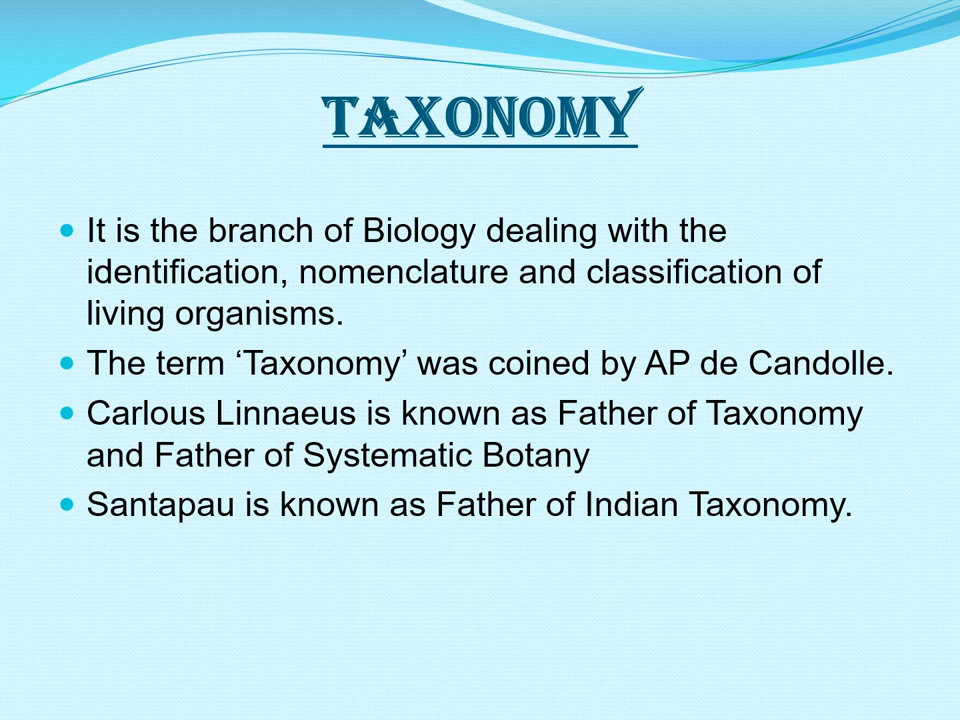 TAXONOMY
It is the branch of Biology dealing with the
identification, nomenclature and classification of
living organisms.
The term ‘Taxonomy’ was coined by AP de Candolle.
Carlous Linnaeus is known as Father of Taxonomy
and Father of Systematic Botany
Santapau is known as Father of Indian Taxonomy.